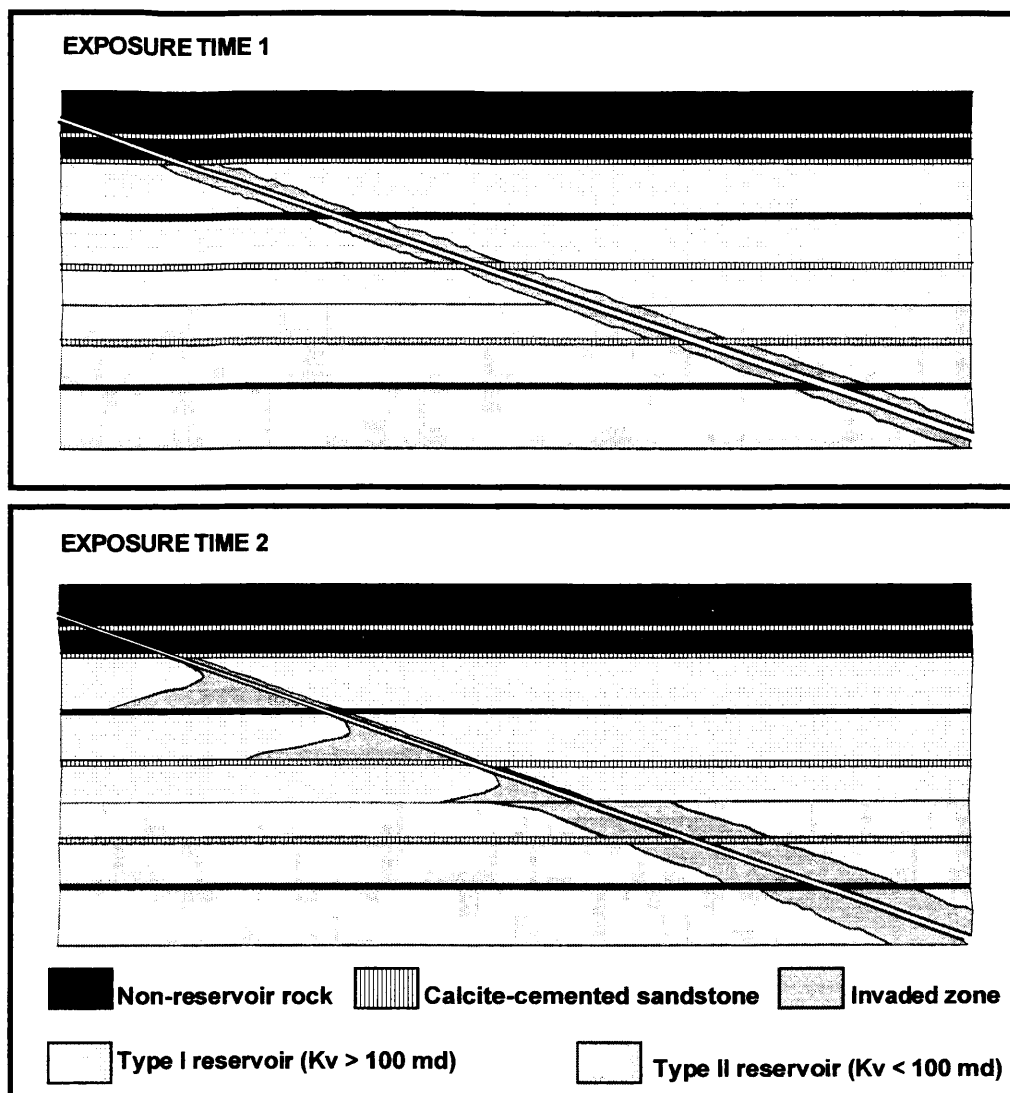 EXPOSURE TIME 1
EXPOSURE TIME 2
Non-reservoir rock
Calcite-cemented sandstone
Invaded zone
Type I reservoir (Kv > 100 md)
Type II reservoir (Kv < 100 md)